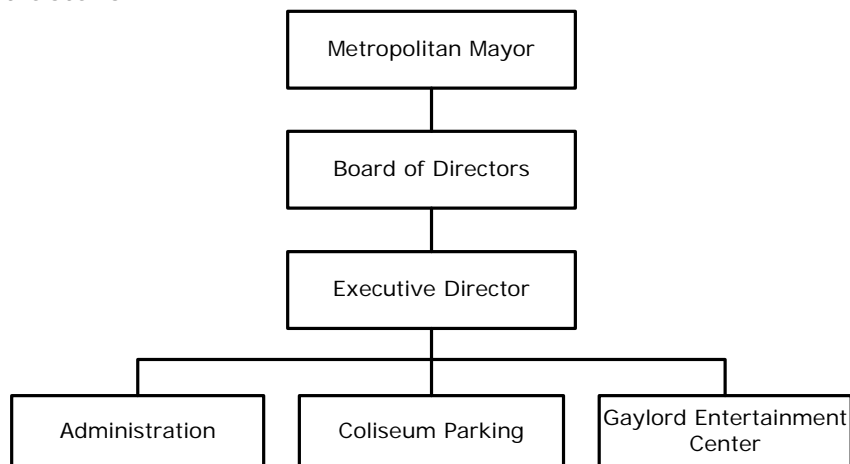 Metropolitan Mayor
Board of Directors
Executive Director
Administration
Coliseum Parking
Gaylord Entertainment
Center